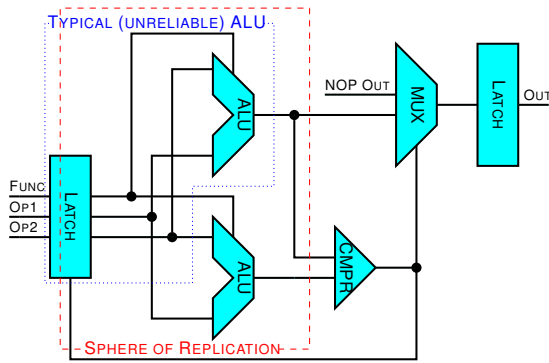 TYPICAL (UNRELIABLE) ALU
NOP OUT
ALU
MUX
LATCH
OUT
FUNC
OP1
OP2
LATCH
ALU
CMPR
SPHERE OF REPLICATION